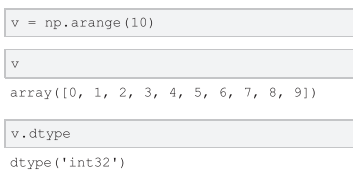 v = np.arange(10)
v
array([0, 1, 2, 3, 4, 5, 6, 7, 8, 9])
v.dtype
dtype('int32')